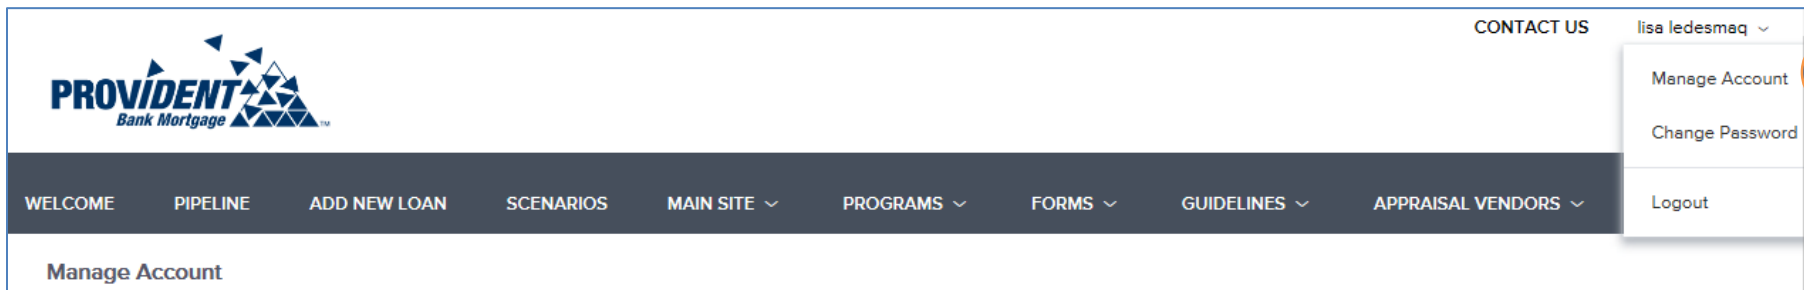 CONTACT US lisa ledesmaq
PROVIDENT
Bank Mortgage TM
Manage Account
Change Password
WELCOME PIPELINE ADD NEW LOAN SCENARIOS MAIN SITE PROGRAMS FORMS GUIDELINES APPRAISAL VENDORS Logout
Manage Account